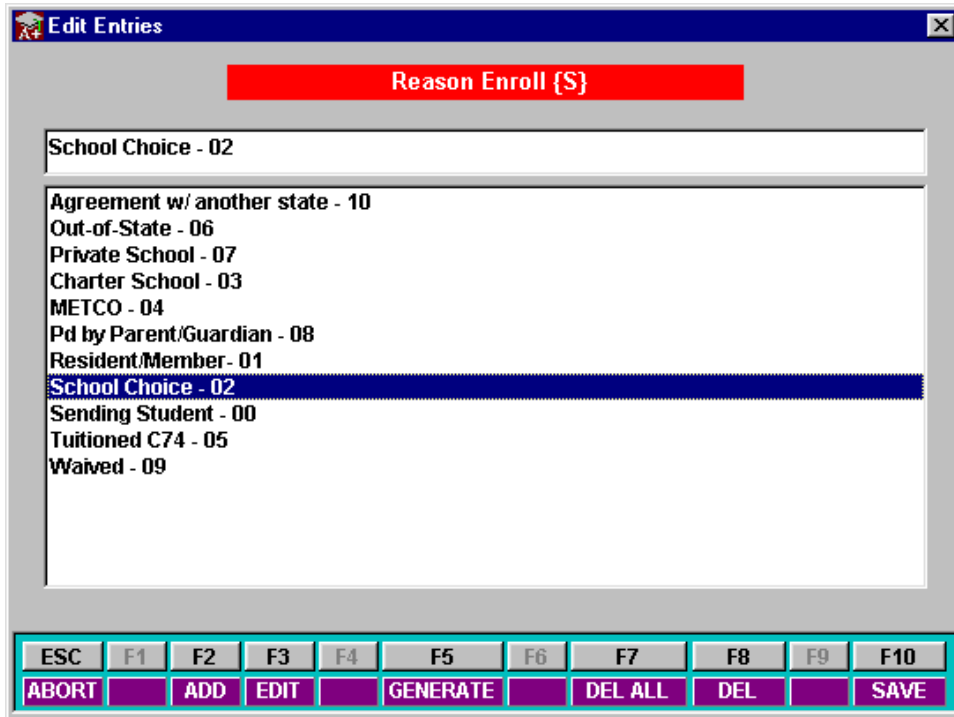 Edit Entries
Reason Enroll {S}
School Choice - 02
Agreement w/ another state - 10
Out-of-State - 06
Private School - 07
Charter School - 03
METCO - 04
Pd by Parent/Guardian - 08
Resident/Member- 01
School Choice - 02
Sending Student - 00
Tuitioned C74 - 05
Waived - 09
ESC F1 F2 F3 F4 F5 F6 F7 F8 F9 F10
ABORT ADD EDIT GENERATE DEL ALL DEL SAVE